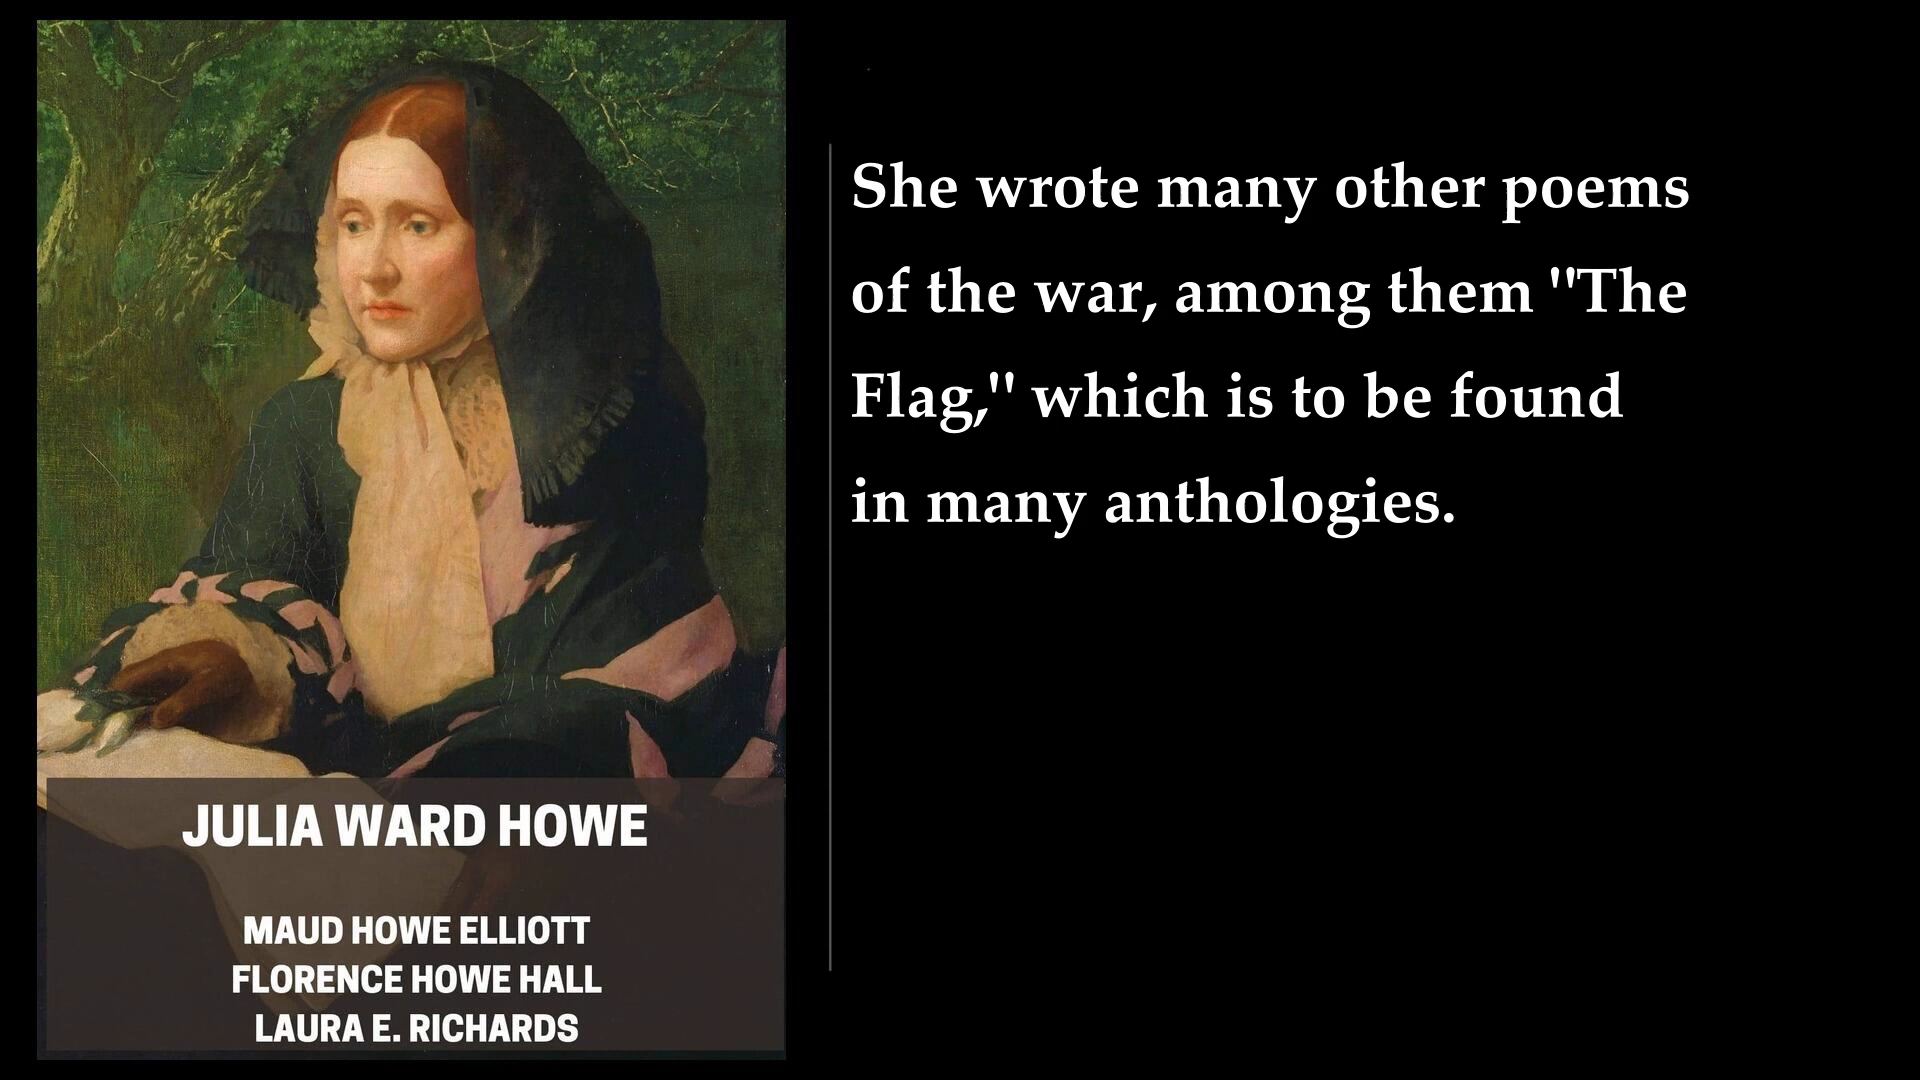 JULIA WARD HOWE
MAUD HOWE ELLIOTT
FLORENCE HOWE HALL
LAURA E. RICHARDS
She wrote many other poems
of the war, among them "The
Flag," which is to be found
in many anthologies.